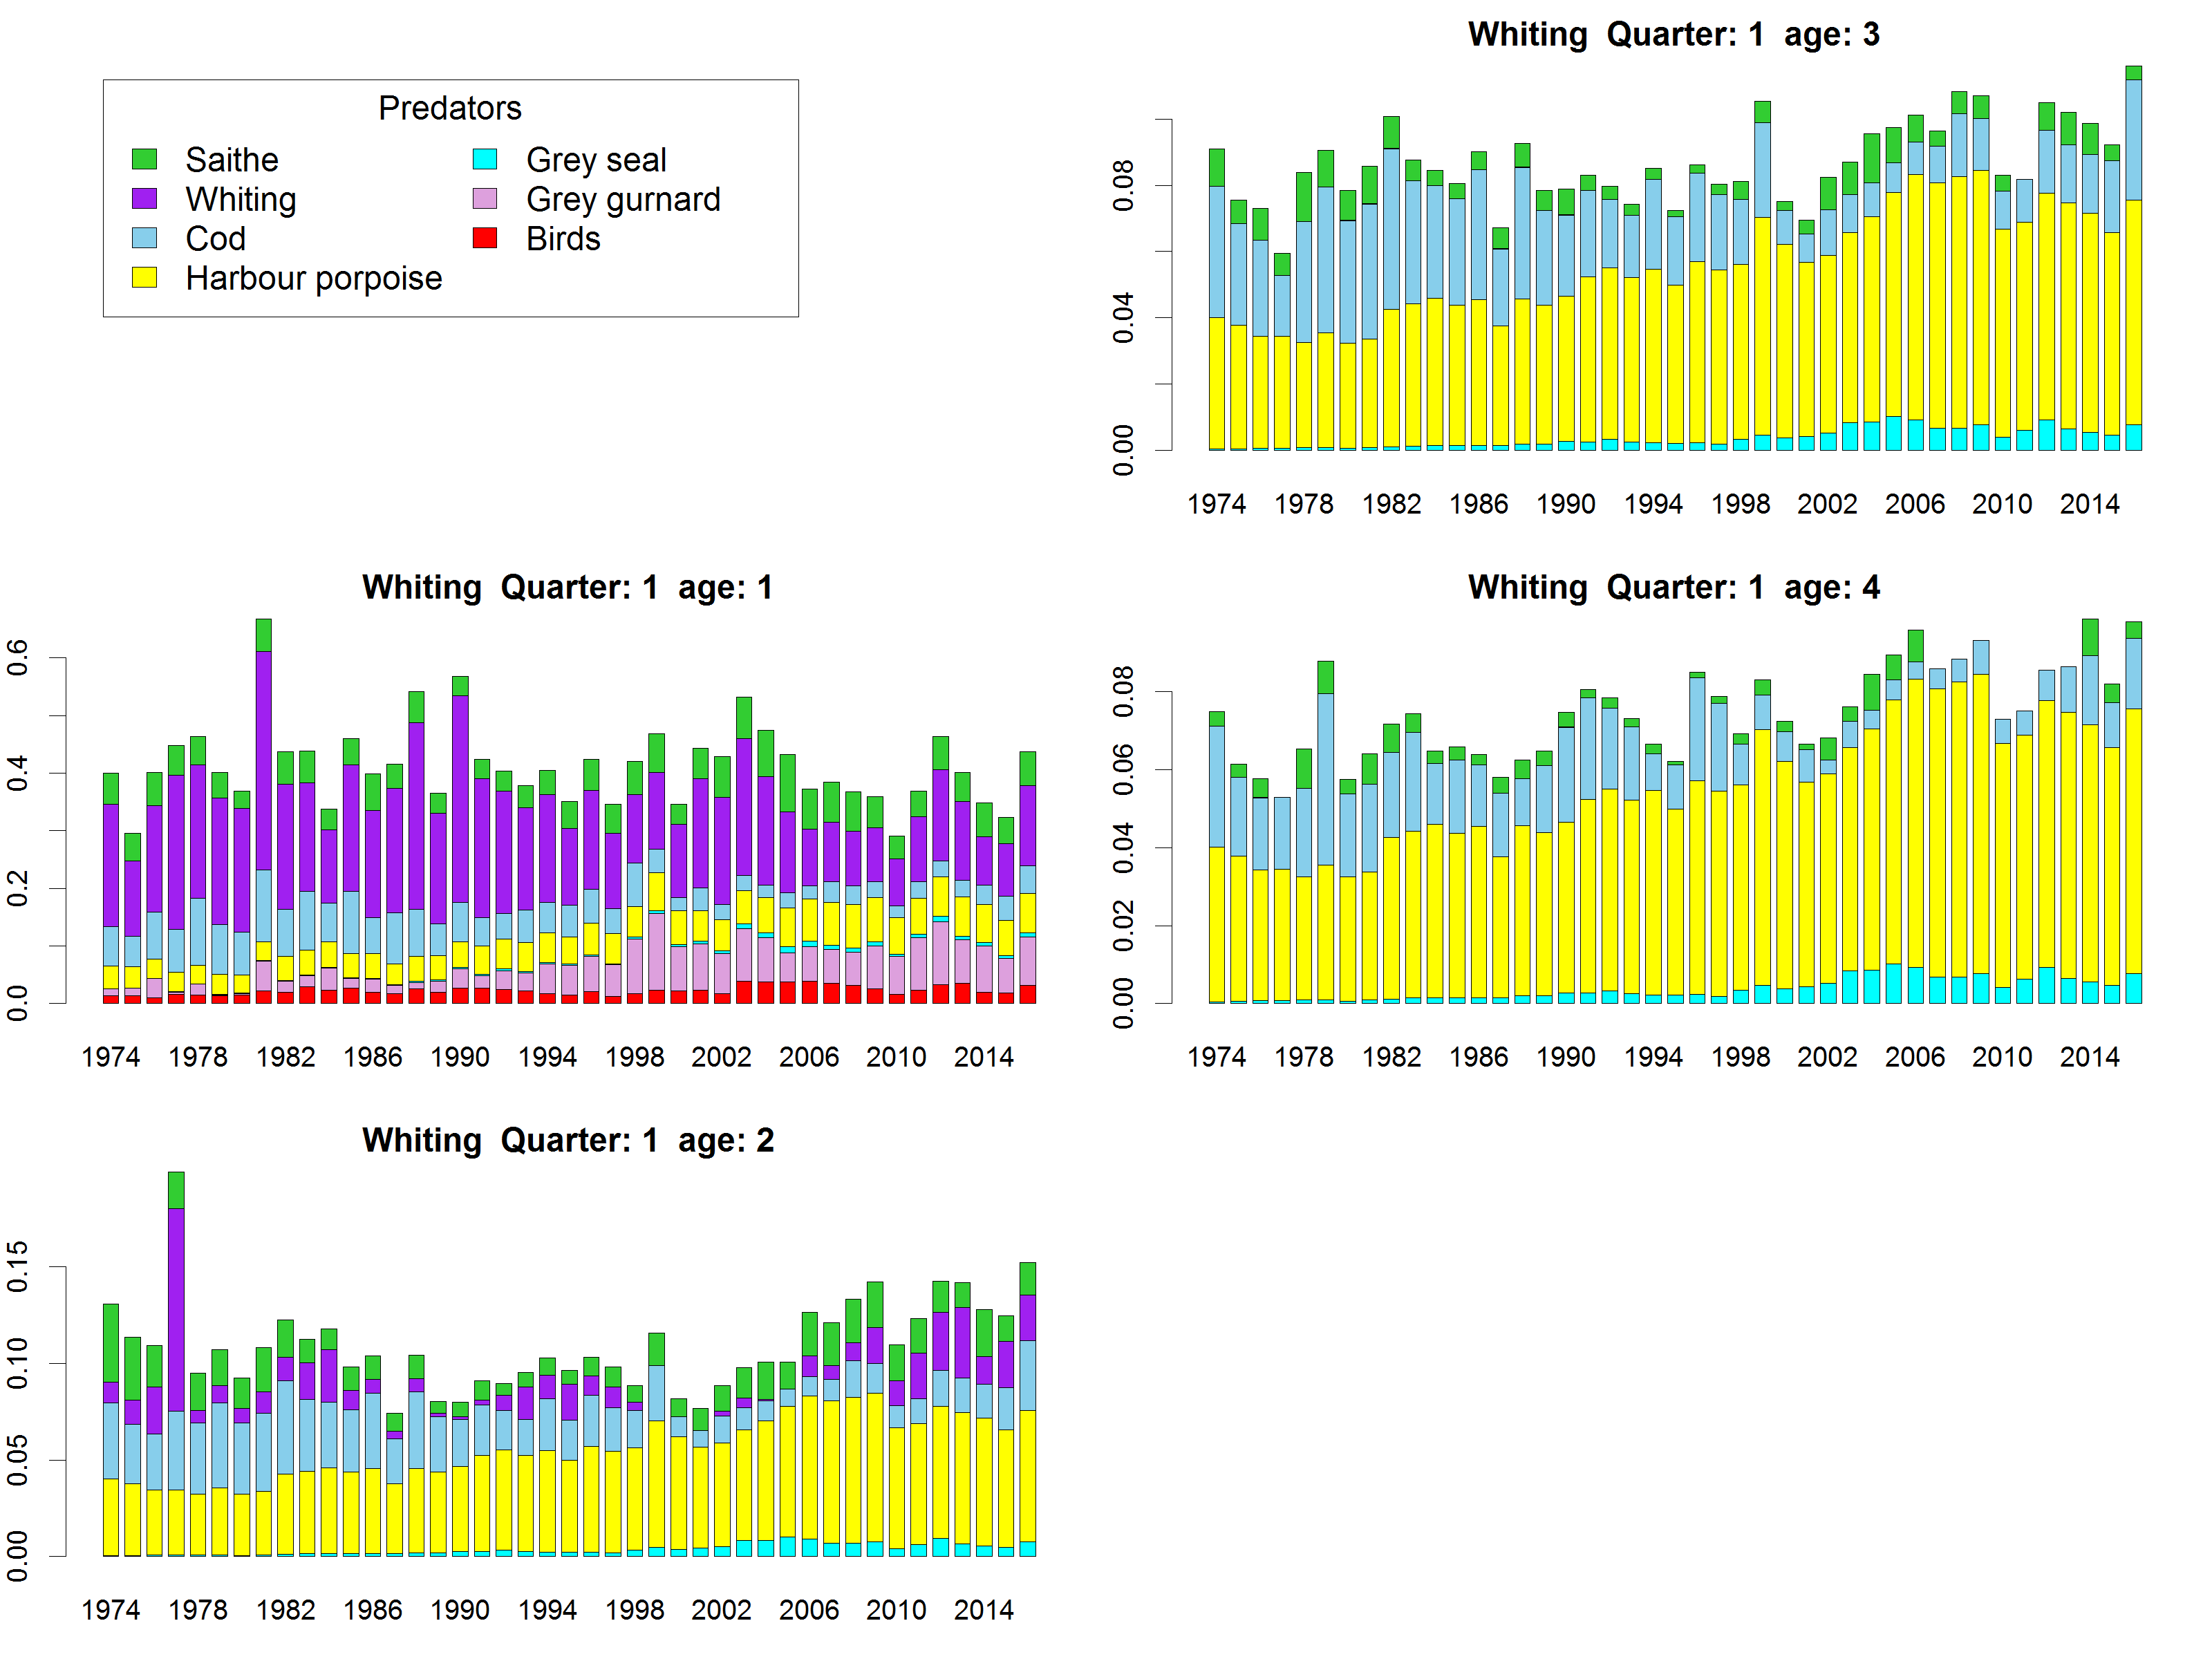 Predators
Saithe
Whiting
Cod
Harbour porpoise
Grey seal
Grey gurnard
Birds
Whiting Quarter: 1 age: 3
0.00 0.04 0.08
1974 1978 1982 1986 1990 1994 1998 2002 2006 2010 2014
Whiting Quarter: 1 age: 1
0.0 0.2 0.4 0.6
1974 1978 1982 1986 1990 1994 1998 2002 2006 2010 2014
Whiting Quarter: 1 age: 4
0.00 0.02 0.04 0.06 0.08
1974 1978 1982 1986 1990 1994 1998 2002 2006 2010 2014
Whiting Quarter: 1 age: 2
0.00 0.05 0.10 0.15
1974 1978 1982 1986 1990 1994 1998 2002 2006 2010 2014